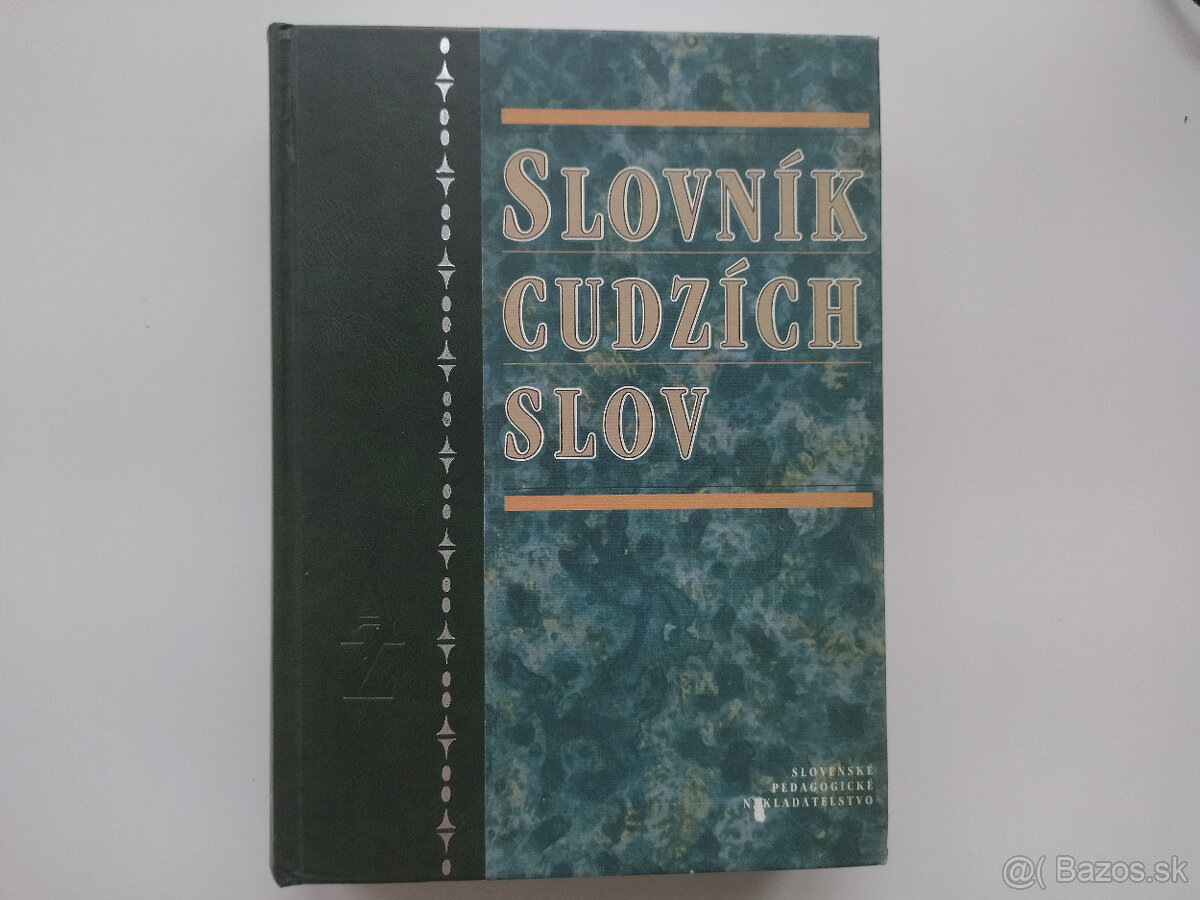 SLOVNÍK
CUDZÍCH
SLOV
SLOVENSKÉ
PEDAGOGICKÉ
NAKLADATEĽSTVO
@( Bazos.sk